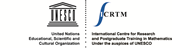 UNESCO
CRTM
United Nations
Educational, Scientific and
Cultural Organization
International Centre for Research
and Postgraduate Training in Mathematics
Under the auspices of UNESCO